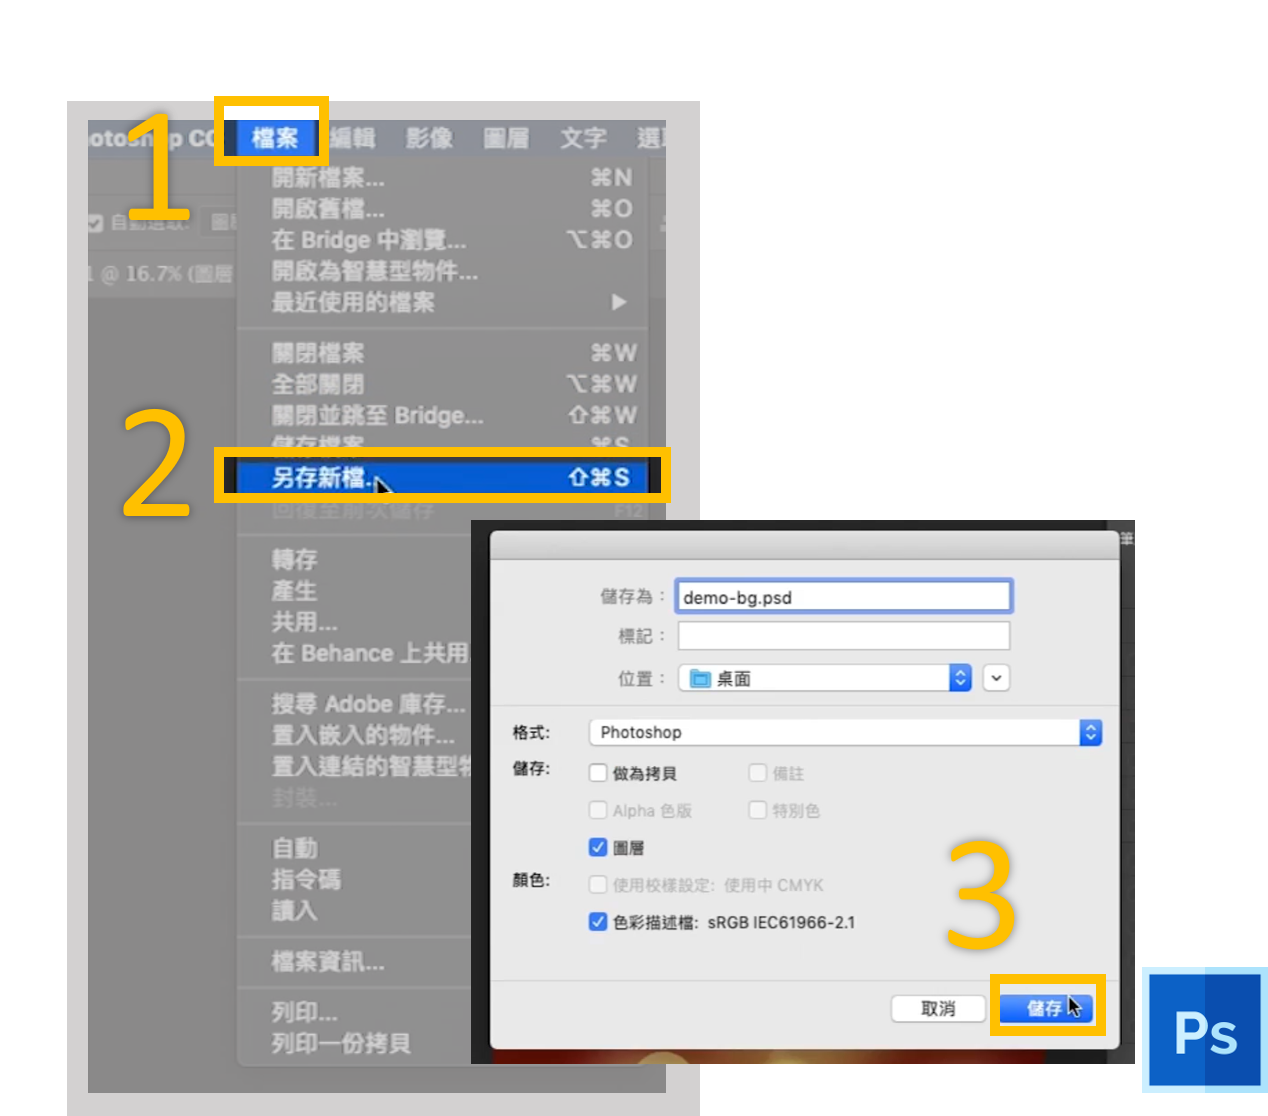 1
otoshop CC 檔案 編輯 影像 圖層 文字
開新檔案... ⌘N
開啟舊檔... ⌘O
自動選取:
在 Bridge 中瀏覽... ⌥⌘O
1 @ 16.7% (圖層
開啟為智慧型物件...
最近使用的檔案 ▶
關閉檔案 ⌘W
全部關閉 ⌥⌘W
關閉並跳至 Bridge... ⇧⌘W
儲存檔案 ⌘S
2
另存新檔... ⇧⌘S
回復至前次儲存 F12
轉存
產生
共用...
在 Behance 上共用
搜尋 Adobe 庫存...
置入嵌入的物件...
置入連結的智慧型物
封裝...
自動
指令碼
讀入
檔案資訊...
列印...
列印一份拷貝
筆
儲存為： demo-bg.psd
標記：
位置： 桌面
格式: Photoshop
儲存: 做為拷貝 備註
Alpha 色版 特別色
圖層
顏色: 使用校樣設定: 使用中 CMYK
色彩描述檔: sRGB IEC61966-2.1
3
取消 儲存
Ps